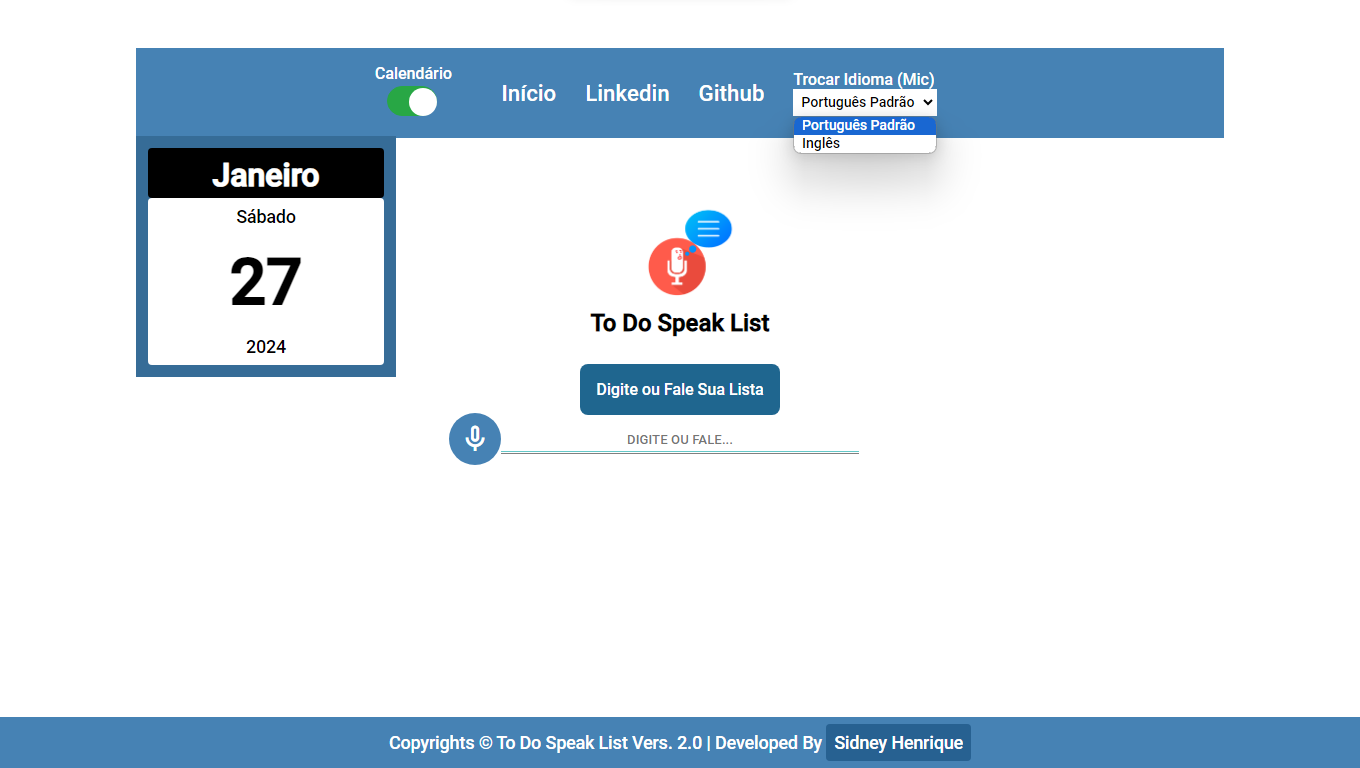 Calendário
Início
Linkedin
Github
Trocar Idioma (Mic)
Português Padrão
Português Padrão
Inglês
Janeiro
Sábado
27
2024
To Do Speak List
Digite ou Fale Sua Lista
DIGITE OU FALE...
Copyrights © To Do Speak List Vers. 2.0 | Developed By Sidney Henrique